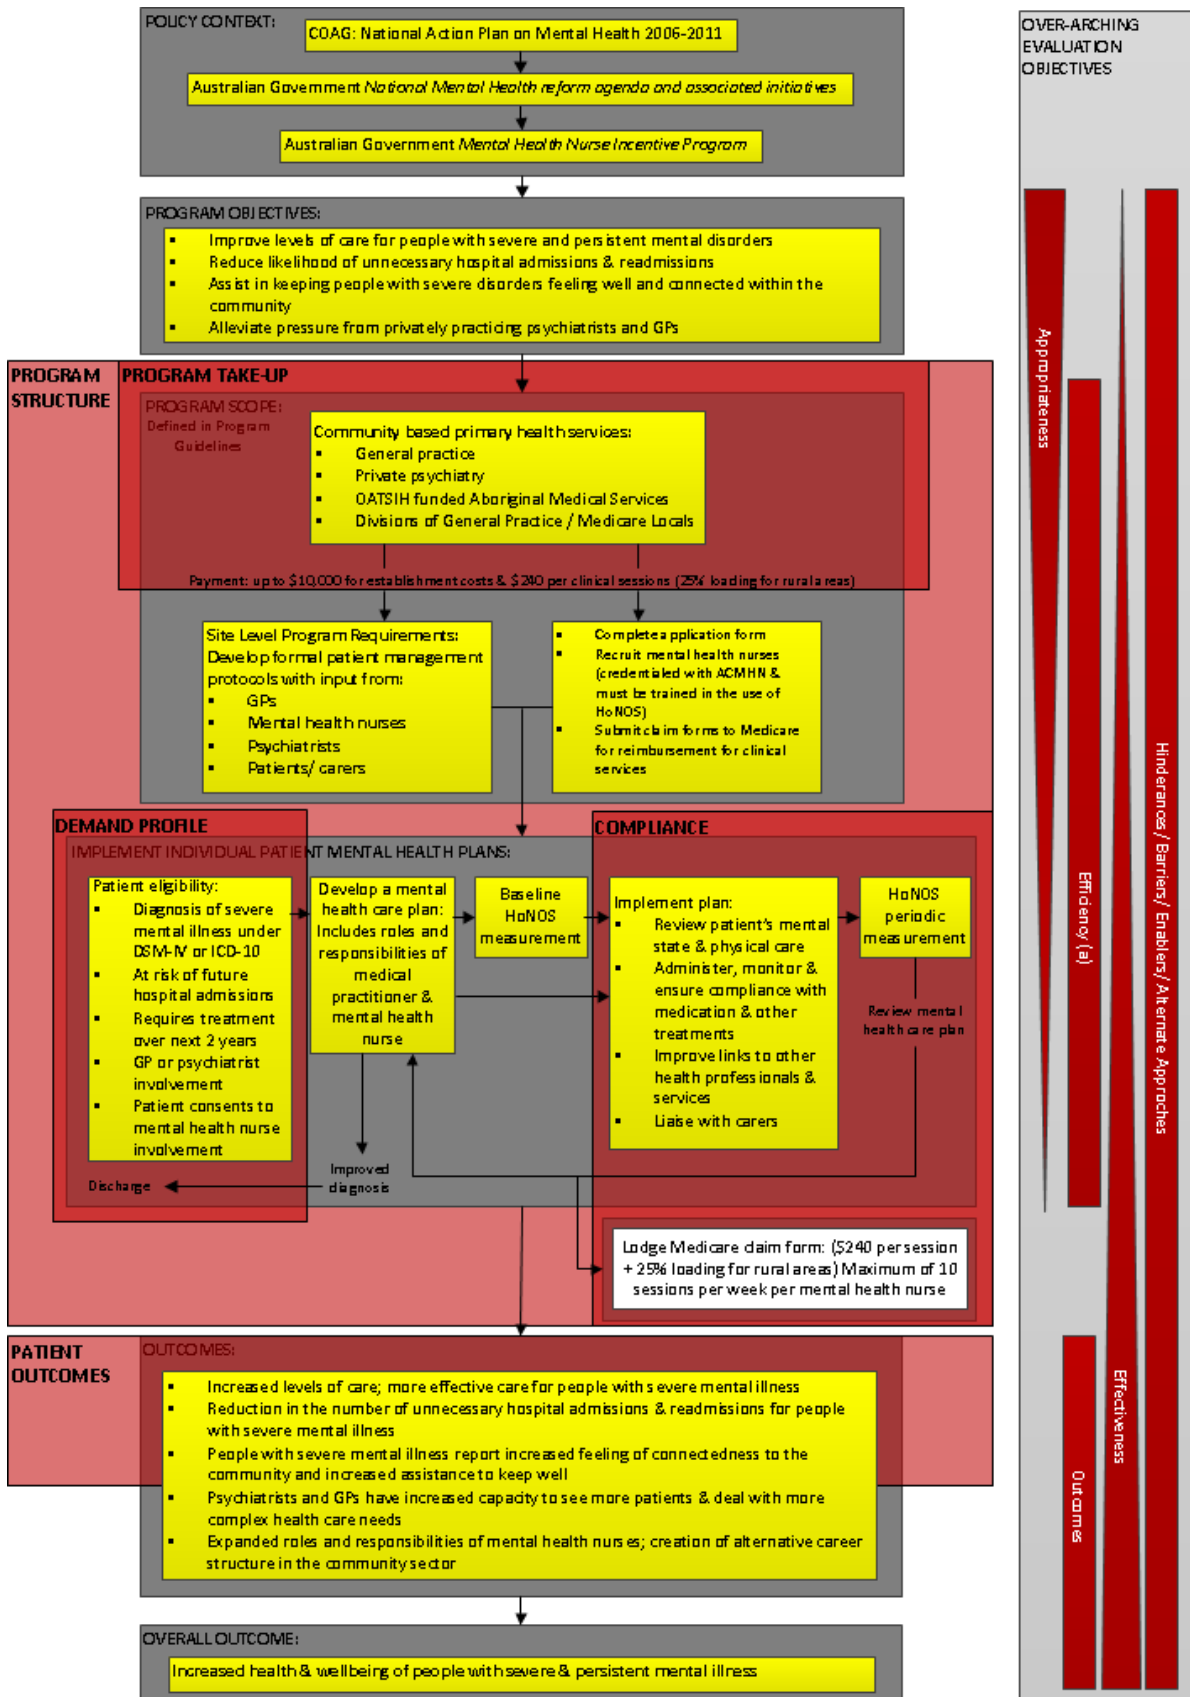 POLICY CONTEXT:
COAG: National Action Plan on Mental Health 2006-2011
Australian Government National Mental Health reform agenda and associated initiatives
Australian Government Mental Health Nurse Incentive Program
PROGRAM OBJECTIVES:
▪ Improve levels of care for people with severe and persistent mental disorders
▪ Reduce likelihood of unnecessary hospital admissions & readmissions
▪ Assist in keeping people with severe disorders feeling well and connected within the
community
▪ Alleviate pressure from privately practicing psychiatrists and GPs
PROGRAM
STRUCTURE
PROGRAM TAKE-UP
PROGRAM SCOPE:
Defined in Program
Guidelines
Community based primary health services:
▪ General practice
▪ Private psychiatry
▪ OATSIH funded Aboriginal Medical Services
▪ Divisions of General Practice / Medicare Locals
Payment: up to $10,000 for establishment costs & $240 per clinical sessions (25% loading for rural areas)
Site Level Program Requirements:
Develop formal patient management
protocols with input from:
▪ GPs
▪ Mental health nurses
▪ Psychiatrists
▪ Patients/ carers
▪ Complete application form
▪ Recruit mental health nurses
(credentialed with ACMHN &
must be trained in the use of
HoNOS)
▪ Submit claim forms to Medicare
for reimbursement for clinical
services
DEMAND PROFILE
COMPLIANCE
IMPLEMENT INDIVIDUAL PATIENT MENTAL HEALTH PLANS:
Patient eligibility:
▪ Diagnosis of severe
mental illness under
DSM-IV or ICD-10
▪ At risk of future
hospital admissions
▪ Requires treatment
over next 2 years
▪ GP or psychiatrist
involvement
▪ Patient consents to
mental health nurse
involvement
Develop a mental
health care plan:
Includes roles and
responsibilities of
medical
practitioner &
mental health
nurse
Baseline
HoNOS
measurement
Implement plan:
▪ Review patient's mental
state & physical care
▪ Administer, monitor &
ensure compliance with
medication & other
treatments
▪ Improve links to other
health professionals &
services
▪ Liaise with carers
HoNOS
periodic
measurement
Review mental
health care plan
Improved
diagnosis
Discharge
Lodge Medicare claim form: ($240 per session
+ 25% loading for rural areas) Maximum of 10
sessions per week per mental health nurse
PATIENT
OUTCOMES
OUTCOMES:
▪ Increased levels of care; more effective care for people with severe mental illness
▪ Reduction in the number of unnecessary hospital admissions & readmissions for people
with severe mental illness
▪ People with severe mental illness report increased feeling of connectedness to the
community and increased assistance to keep well
▪ Psychiatrists and GPs have increased capacity to see more patients & deal with more
complex health care needs
▪ Expanded roles and responsibilities of mental health nurses; creation of alternative career
structure in the community sector
OVERALL OUTCOME:
Increased health & wellbeing of people with severe & persistent mental illness
OVER-ARCHING
EVALUATION
OBJECTIVES
Appropriateness
Efficiency (a)
Effectiveness
Outcomes
Hinderances/ Barriers/ Enablers/ Alternate Approaches